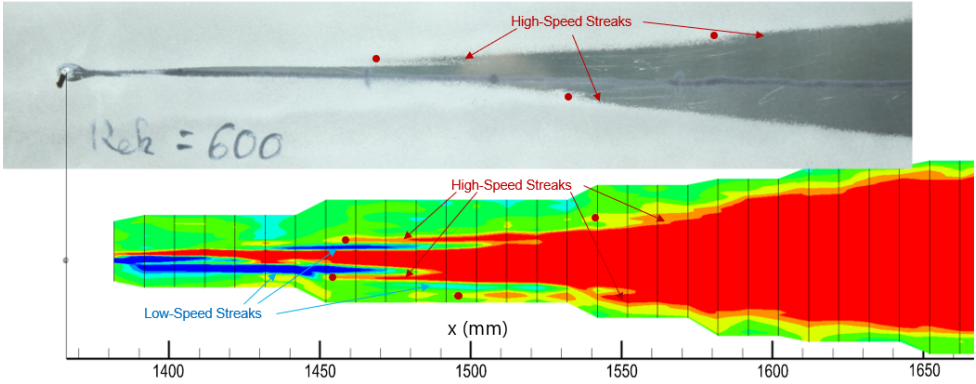 High-Speed Streaks
Rek = 600
High-Speed Streaks
Low-Speed Streaks
x (mm)
1400 1450 1500 1550 1600 1650